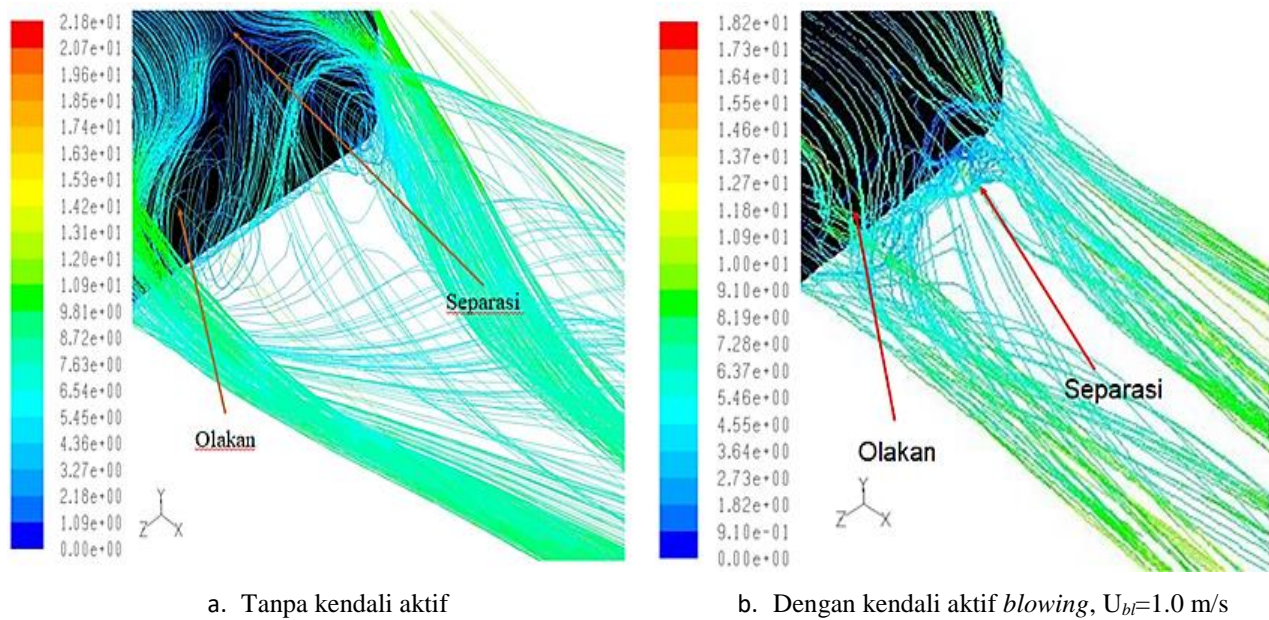 2.18e+01
2.07e+01
1.96e+01
1.85e+01
1.74e+01
1.63e+01
1.53e+01
1.42e+01
1.31e+01
1.20e+01
1.09e+01
9.81e+00
8.72e+00
7.63e+00
6.54e+00
5.45e+00
4.36e+00
3.27e+00
2.18e+00
1.09e+00
0.00e+00
Separasi
Olakan
Y
Z X
1.82e+01
1.73e+01
1.64e+01
1.55e+01
1.46e+01
1.37e+01
1.27e+01
1.18e+01
1.09e+01
1.00e+01
9.10e+00
8.19e+00
7.28e+00
6.37e+00
5.46e+00
4.55e+00
3.64e+00
2.73e+00
1.82e+00
9.10e-01
0.00e+00
Separasi
Olakan
Y
Z X
a. Tanpa kendali aktif
b. Dengan kendali aktif blowing, Ubl=1.0 m/s